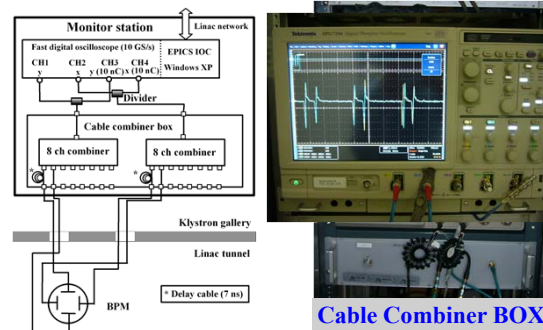 Monitor station
Linac network
Fast digital oscilloscope (10 GS/s)
EPICS IOC
Windows XP
CH1 CH2 CH3 CH4
y x y (10 nC) x (10 nC)
Divider
Cable combiner box
8 ch combiner 8 ch combiner
* *
Klystron gallery
Linac tunnel
BPM
* Delay cable (7 ns)
Tektronix
Cable Combiner BOX